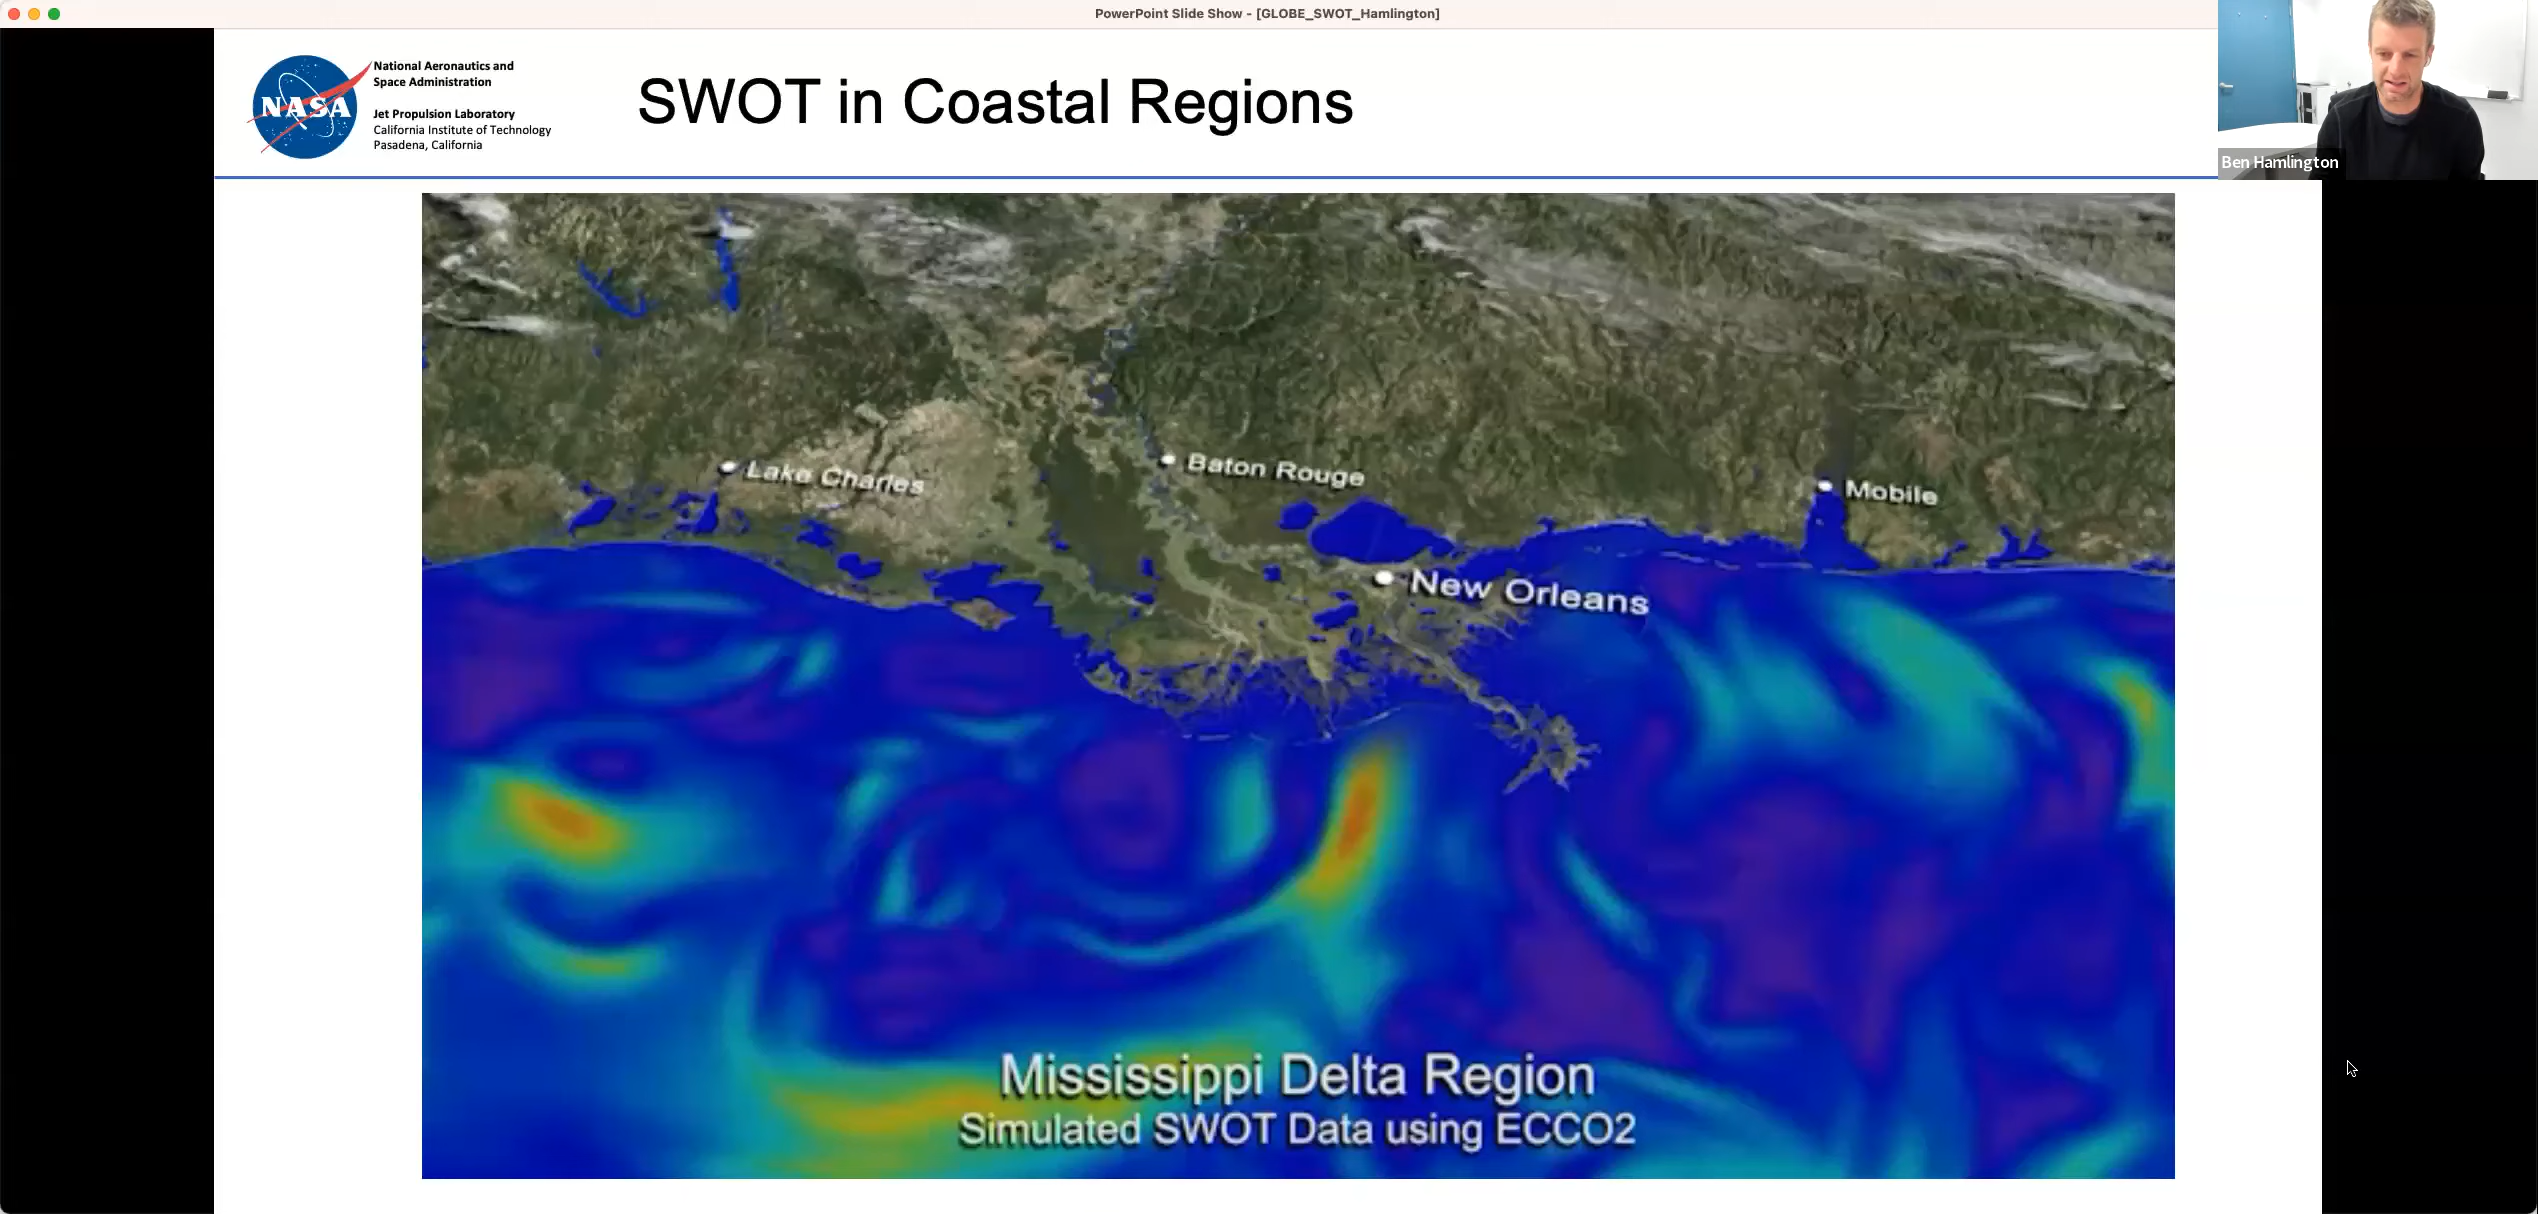 PowerPoint Slide Show - [GLOBE_SWOT_Hamlington]
NASA
National Aeronautics and
Space Administration
Jet Propulsion Laboratory
California Institute of Technology
Pasadena, California
SWOT in Coastal Regions
Ben Hamlington
Lake Charles
Baton Rouge
Mobile
New Orleans
Mississippi Delta Region
Simulated SWOT Data using ECCO2